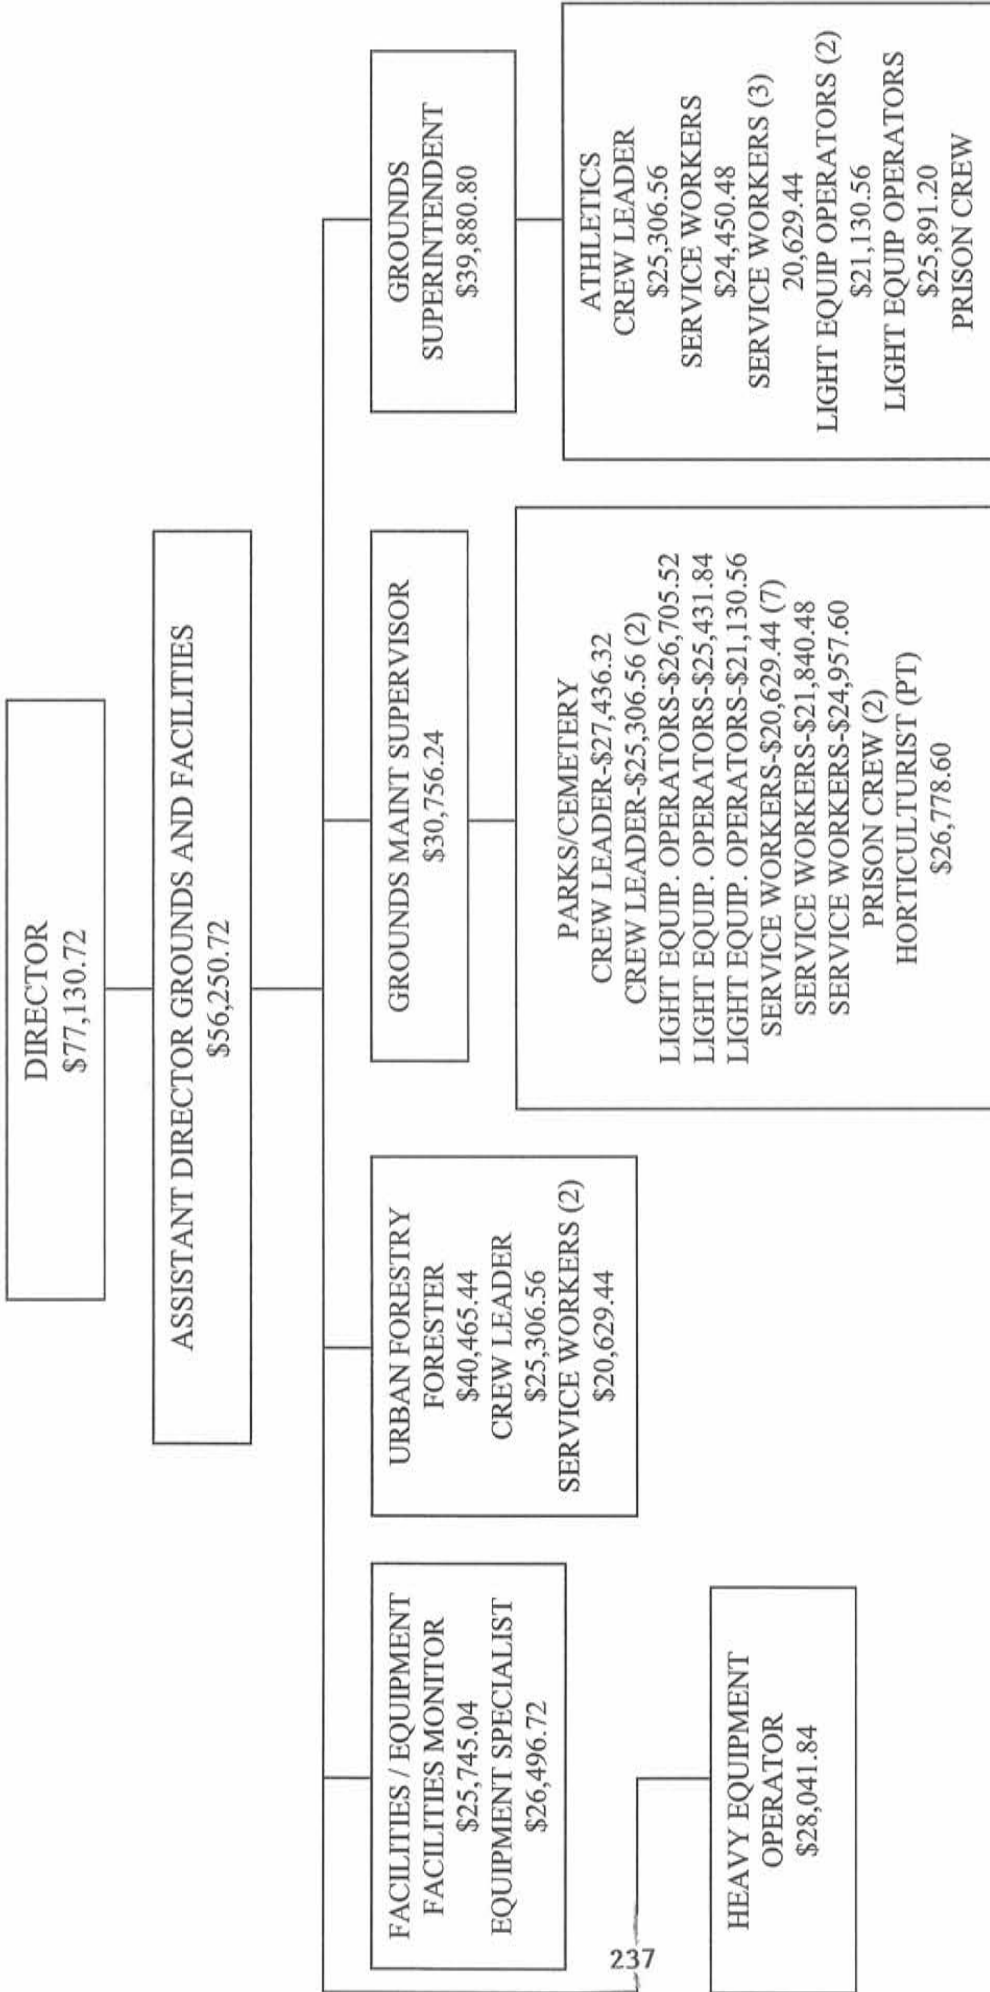 DIRECTOR
$77,130.72
ASSISTANT DIRECTOR GROUNDS AND FACILITIES
$56,250.72
FACILITIES / EQUIPMENT
FACILITIES MONITOR
$25,745.04
EQUIPMENT SPECIALIST
$26,496.72
URBAN FORESTRY
FORESTER
$40,465.44
CREW LEADER
$25,306.56
SERVICE WORKERS (2)
$20,629.44
GROUNDS MAINT SUPERVISOR
$30,756.24
GROUNDS
SUPERINTENDENT
$39,880.80
HEAVY EQUIPMENT
OPERATOR
$28,041.84
PARKS/CEMETERY
CREW LEADER-$27,436.32
CREW LEADER-$25,306.56 (2)
LIGHT EQUIP. OPERATORS-$26,705.52
LIGHT EQUIP. OPERATORS-$25,431.84
LIGHT EQUIP. OPERATORS-$21,130.56
SERVICE WORKERS-$20,629.44 (7)
SERVICE WORKERS-$21,840.48
SERVICE WORKERS-$24,957.60
PRISON CREW (2)
HORTICULTURIST (PT)
$26,778.60
ATHLETICS
CREW LEADER
$25,306.56
SERVICE WORKERS
$24,450.48
SERVICE WORKERS (3)
20,629.44
LIGHT EQUIP OPERATORS (2)
$21,130.56
LIGHT EQUIP OPERATORS
$25,891.20
PRISON CREW
237